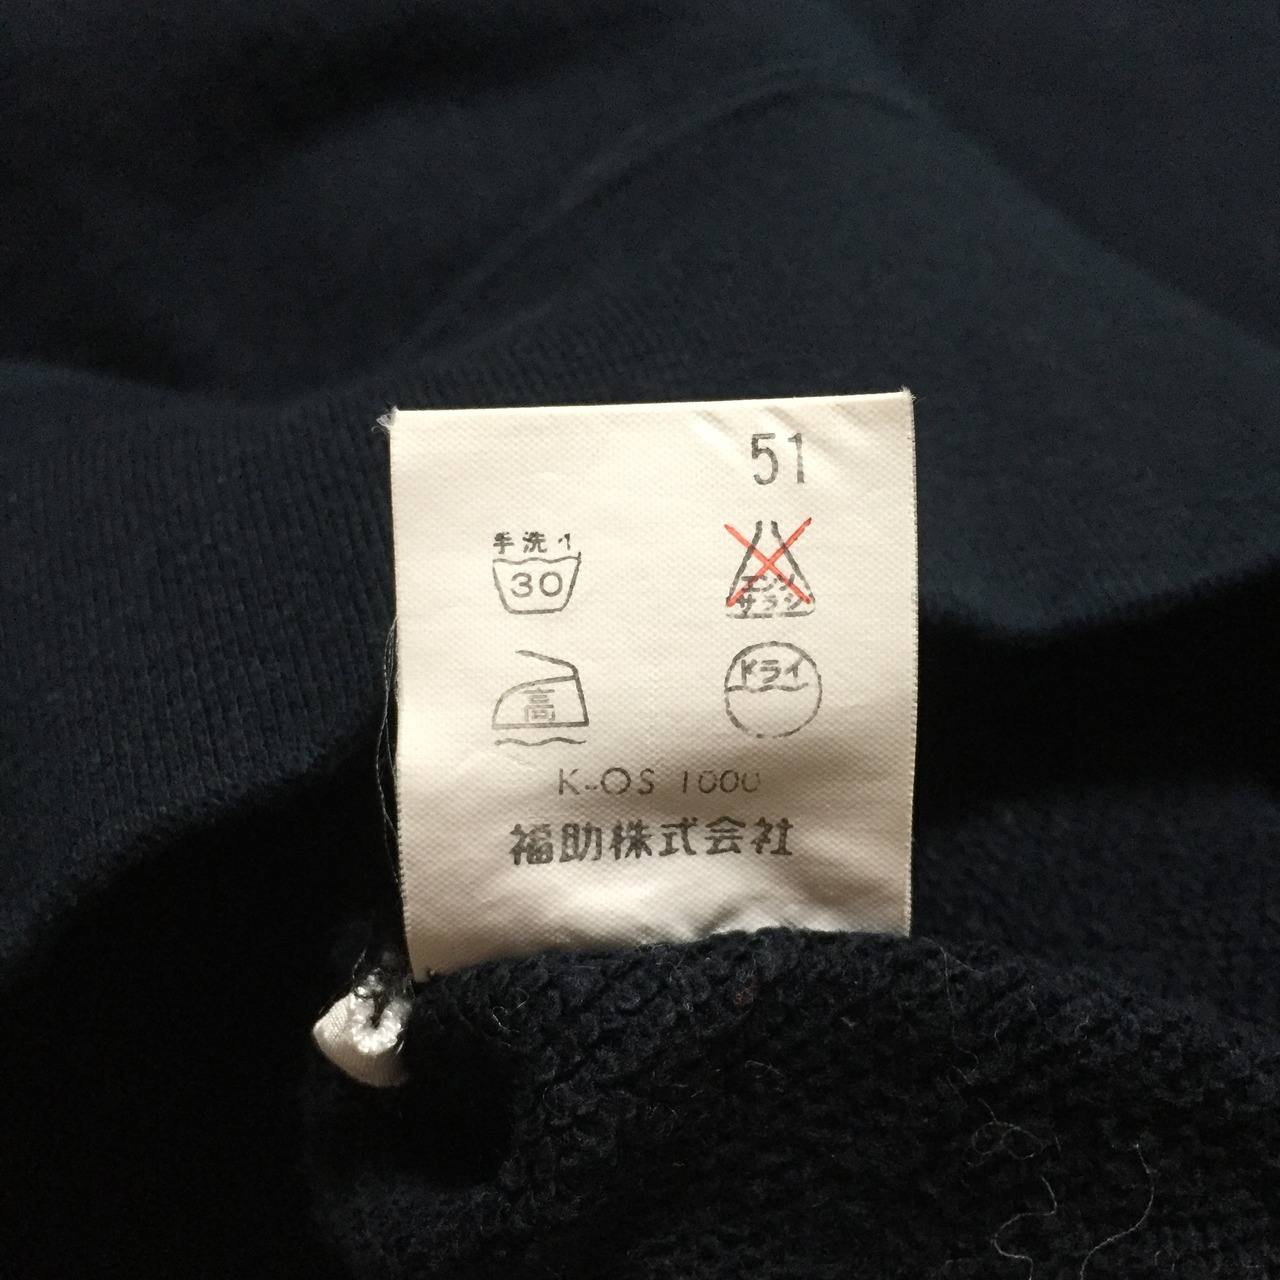 51
手洗イ
30
エンソ
サラシ
高
ドライ
K-OS 1000
福助株式会社